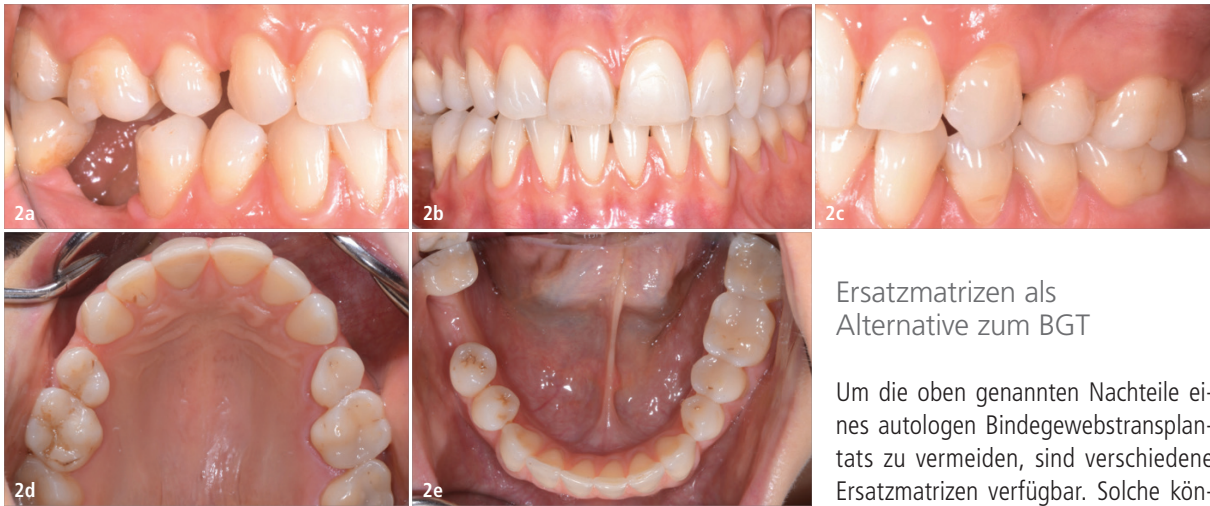 2a
2b
2c
2d
2e
Ersatzmatrizen als
Alternative zum BGT
Um die oben genannten Nachteile ei-
nes autologen Bindegewebstransplan-
tats zu vermeiden, sind verschiedene
Ersatzmatrizen verfügbar. Solche kön-